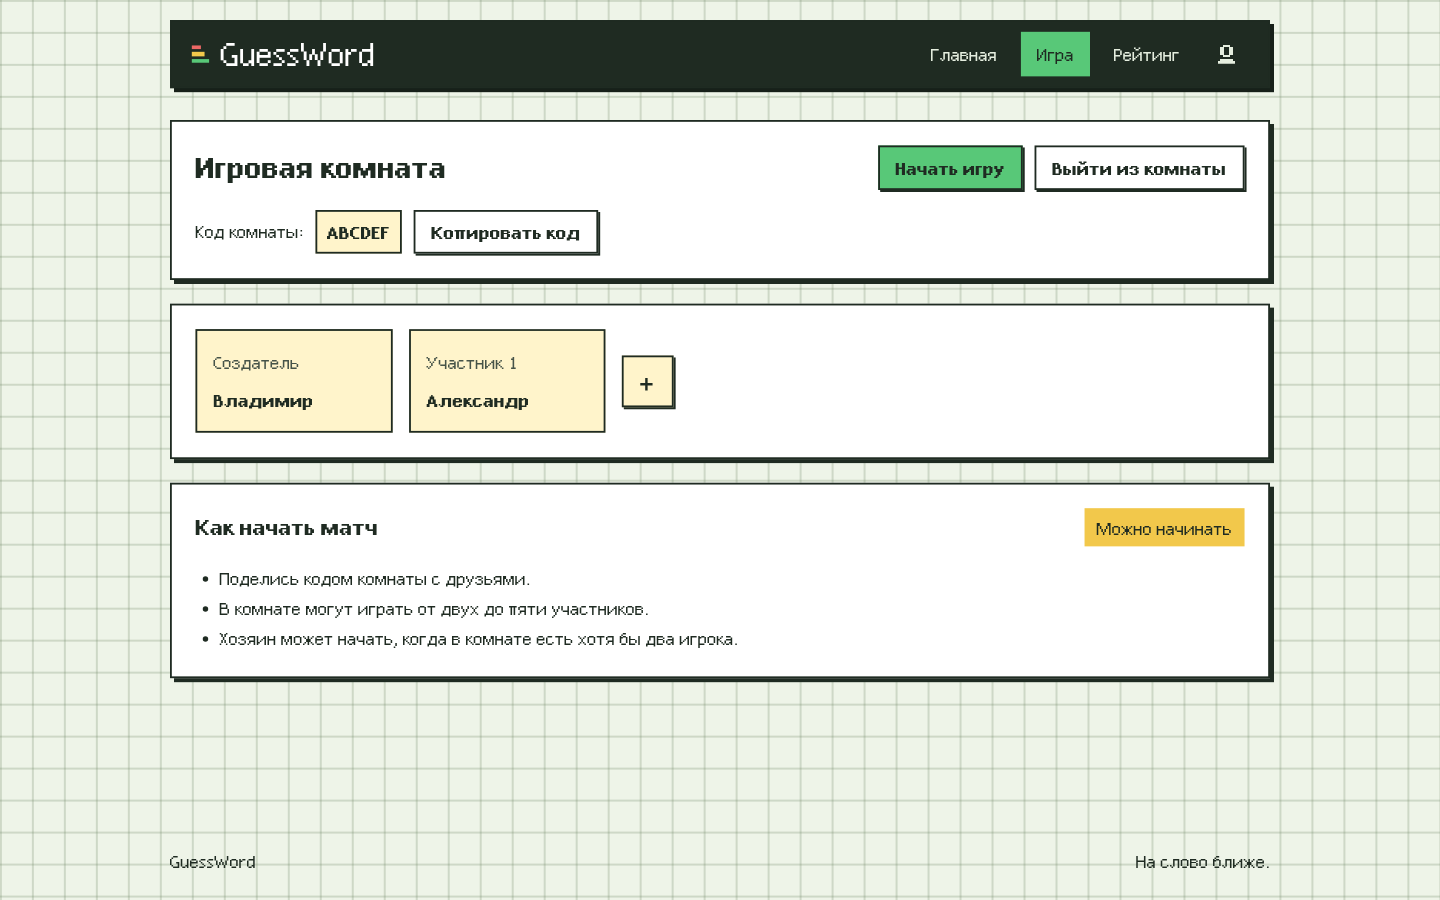 GuessWord
Главная
Игра
Рейтинг
Игровая комната
Начать игру
Выйти из комнаты
Код комнаты:
ABCDEF
Копировать код
Создатель
Владимир
Участник 1
Александр
+
Как начать матч
Можно начинать
• Поделись кодом комнаты с друзьями.
• В комнате могут играть от двух до пяти участников.
• Хозяин может начать, когда в комнате есть хотя бы два игрока.
GuessWord
На слово ближе.